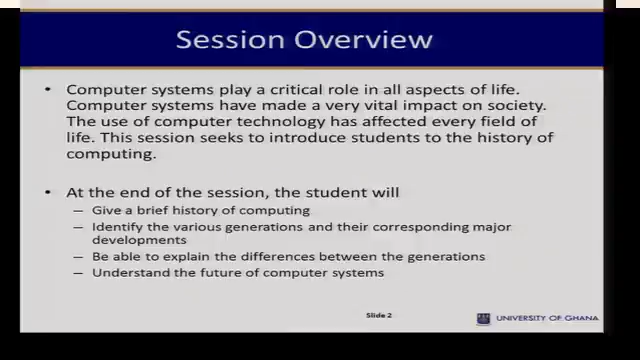 Session Overview
• Computer systems play a critical role in all aspects of life.
Computer systems have made a very vital impact on society.
The use of computer technology has affected every field of
life. This session seeks to introduce students to the history of
computing.
• At the end of the session, the student will
– Give a brief history of computing
– Identify the various generations and their corresponding major
developments
– Be able to explain the differences between the generations
– Understand the future of computer systems
Slide 2
UNIVERSITY OF GHANA